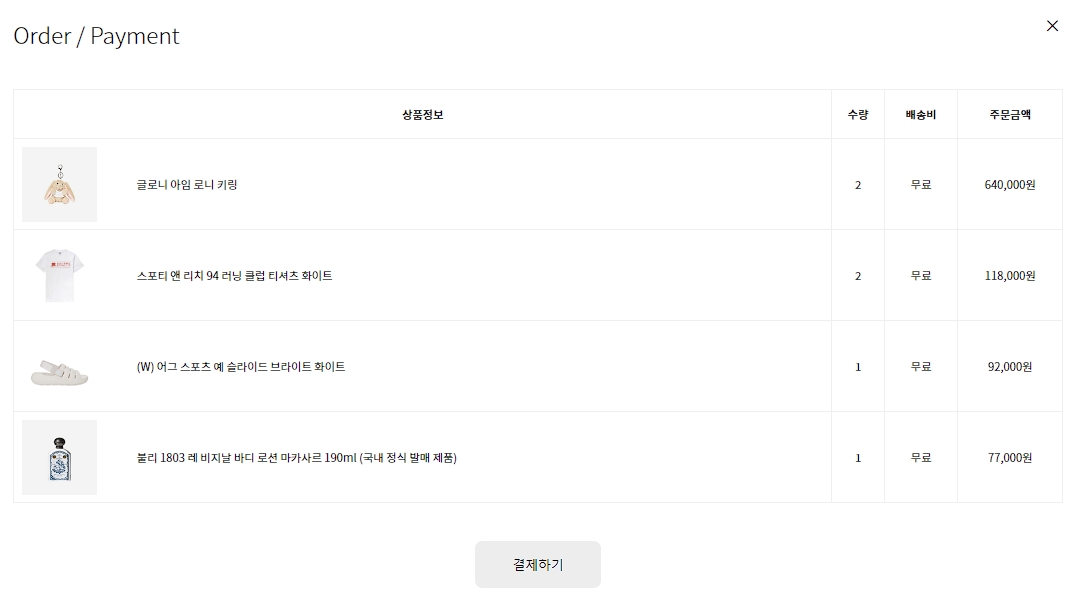 Order / Payment
상품정보 수량 배송비 주문금액
글로니 아임 로니 키링 2 무료 640,000원
스포티 앤 리치 94 러닝 클럽 티셔츠 화이트 2 무료 118,000원
(W) 어그 스포츠 예 슬라이드 브라이트 화이트 1 무료 92,000원
불리 1803 레 비지날 바디 로션 마카사르 190ml (국내 정식 발매 제품) 1 무료 77,000원
결제하기